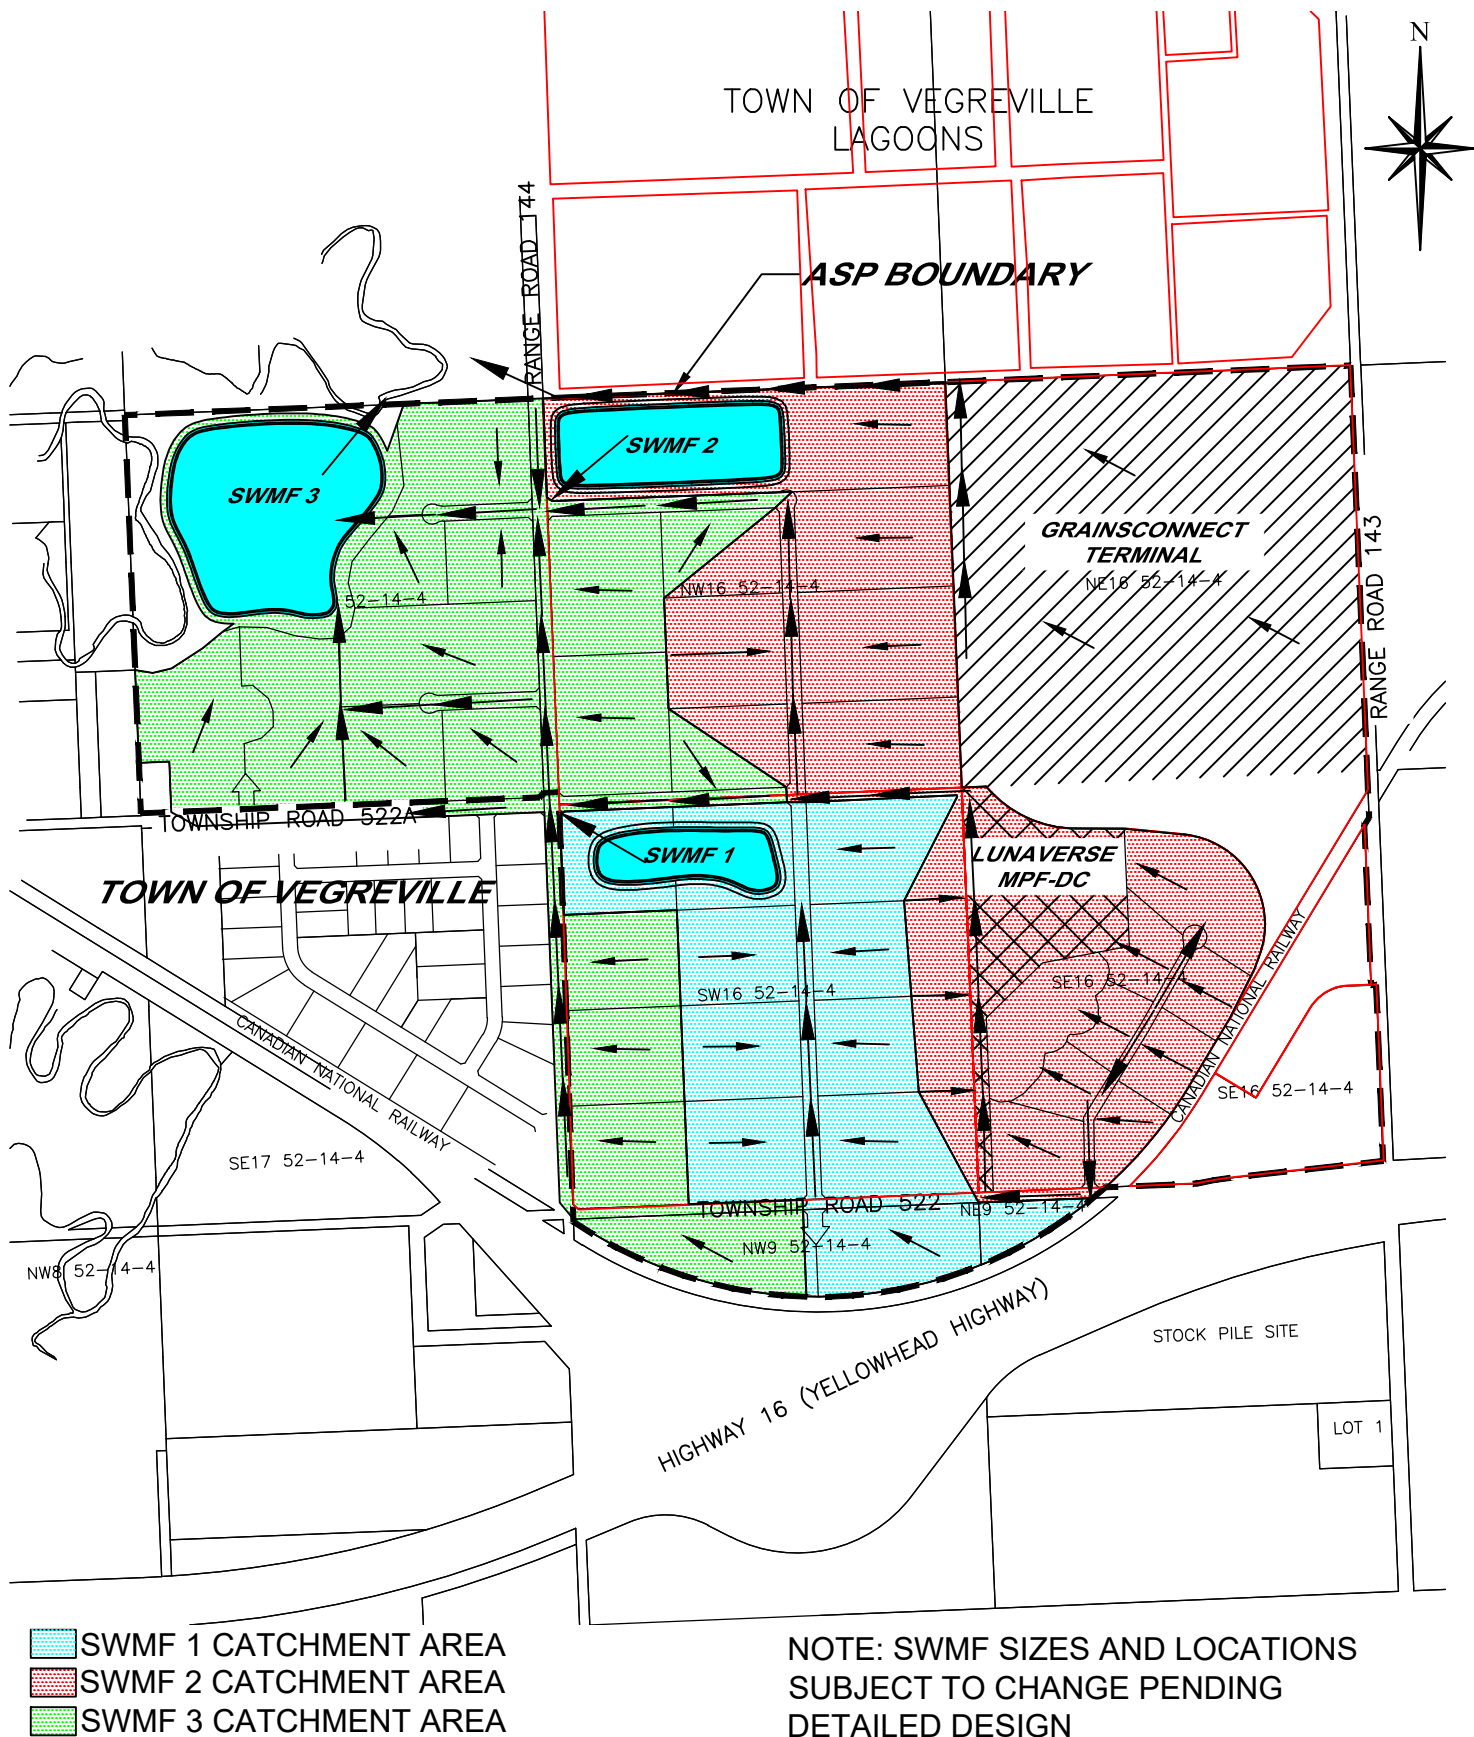 N
TOWN OF VEGREVILLE
LAGOONS
RANGE ROAD 144
ASP BOUNDARY
SWMF 2
SWMF 3
GRAINSCONNECT
TERMINAL
NE16 52-14-4
RANGE ROAD 143
52-14-4
NW16 52-14-4
TOWNSHIP ROAD 522A
SWMF 1
LUNAVERSE
MPF-DC
TOWN OF VEGREVILLE
CANADIAN NATIONAL RAILWAY
SW16 52-14-4
SE16 52-14-4
CANADIAN NATIONAL RAILWAY
SE16 52-14-4
SE17 52-14-4
TOWNSHIP ROAD 522
NE9 52-14-4
NW9 52-14-4
NW8 52-14-4
HIGHWAY 16 (YELLOWHEAD HIGHWAY)
STOCK PILE SITE
LOT 1
SWMF 1 CATCHMENT AREA
SWMF 2 CATCHMENT AREA
SWMF 3 CATCHMENT AREA
NOTE: SWMF SIZES AND LOCATIONS
SUBJECT TO CHANGE PENDING
DETAILED DESIGN